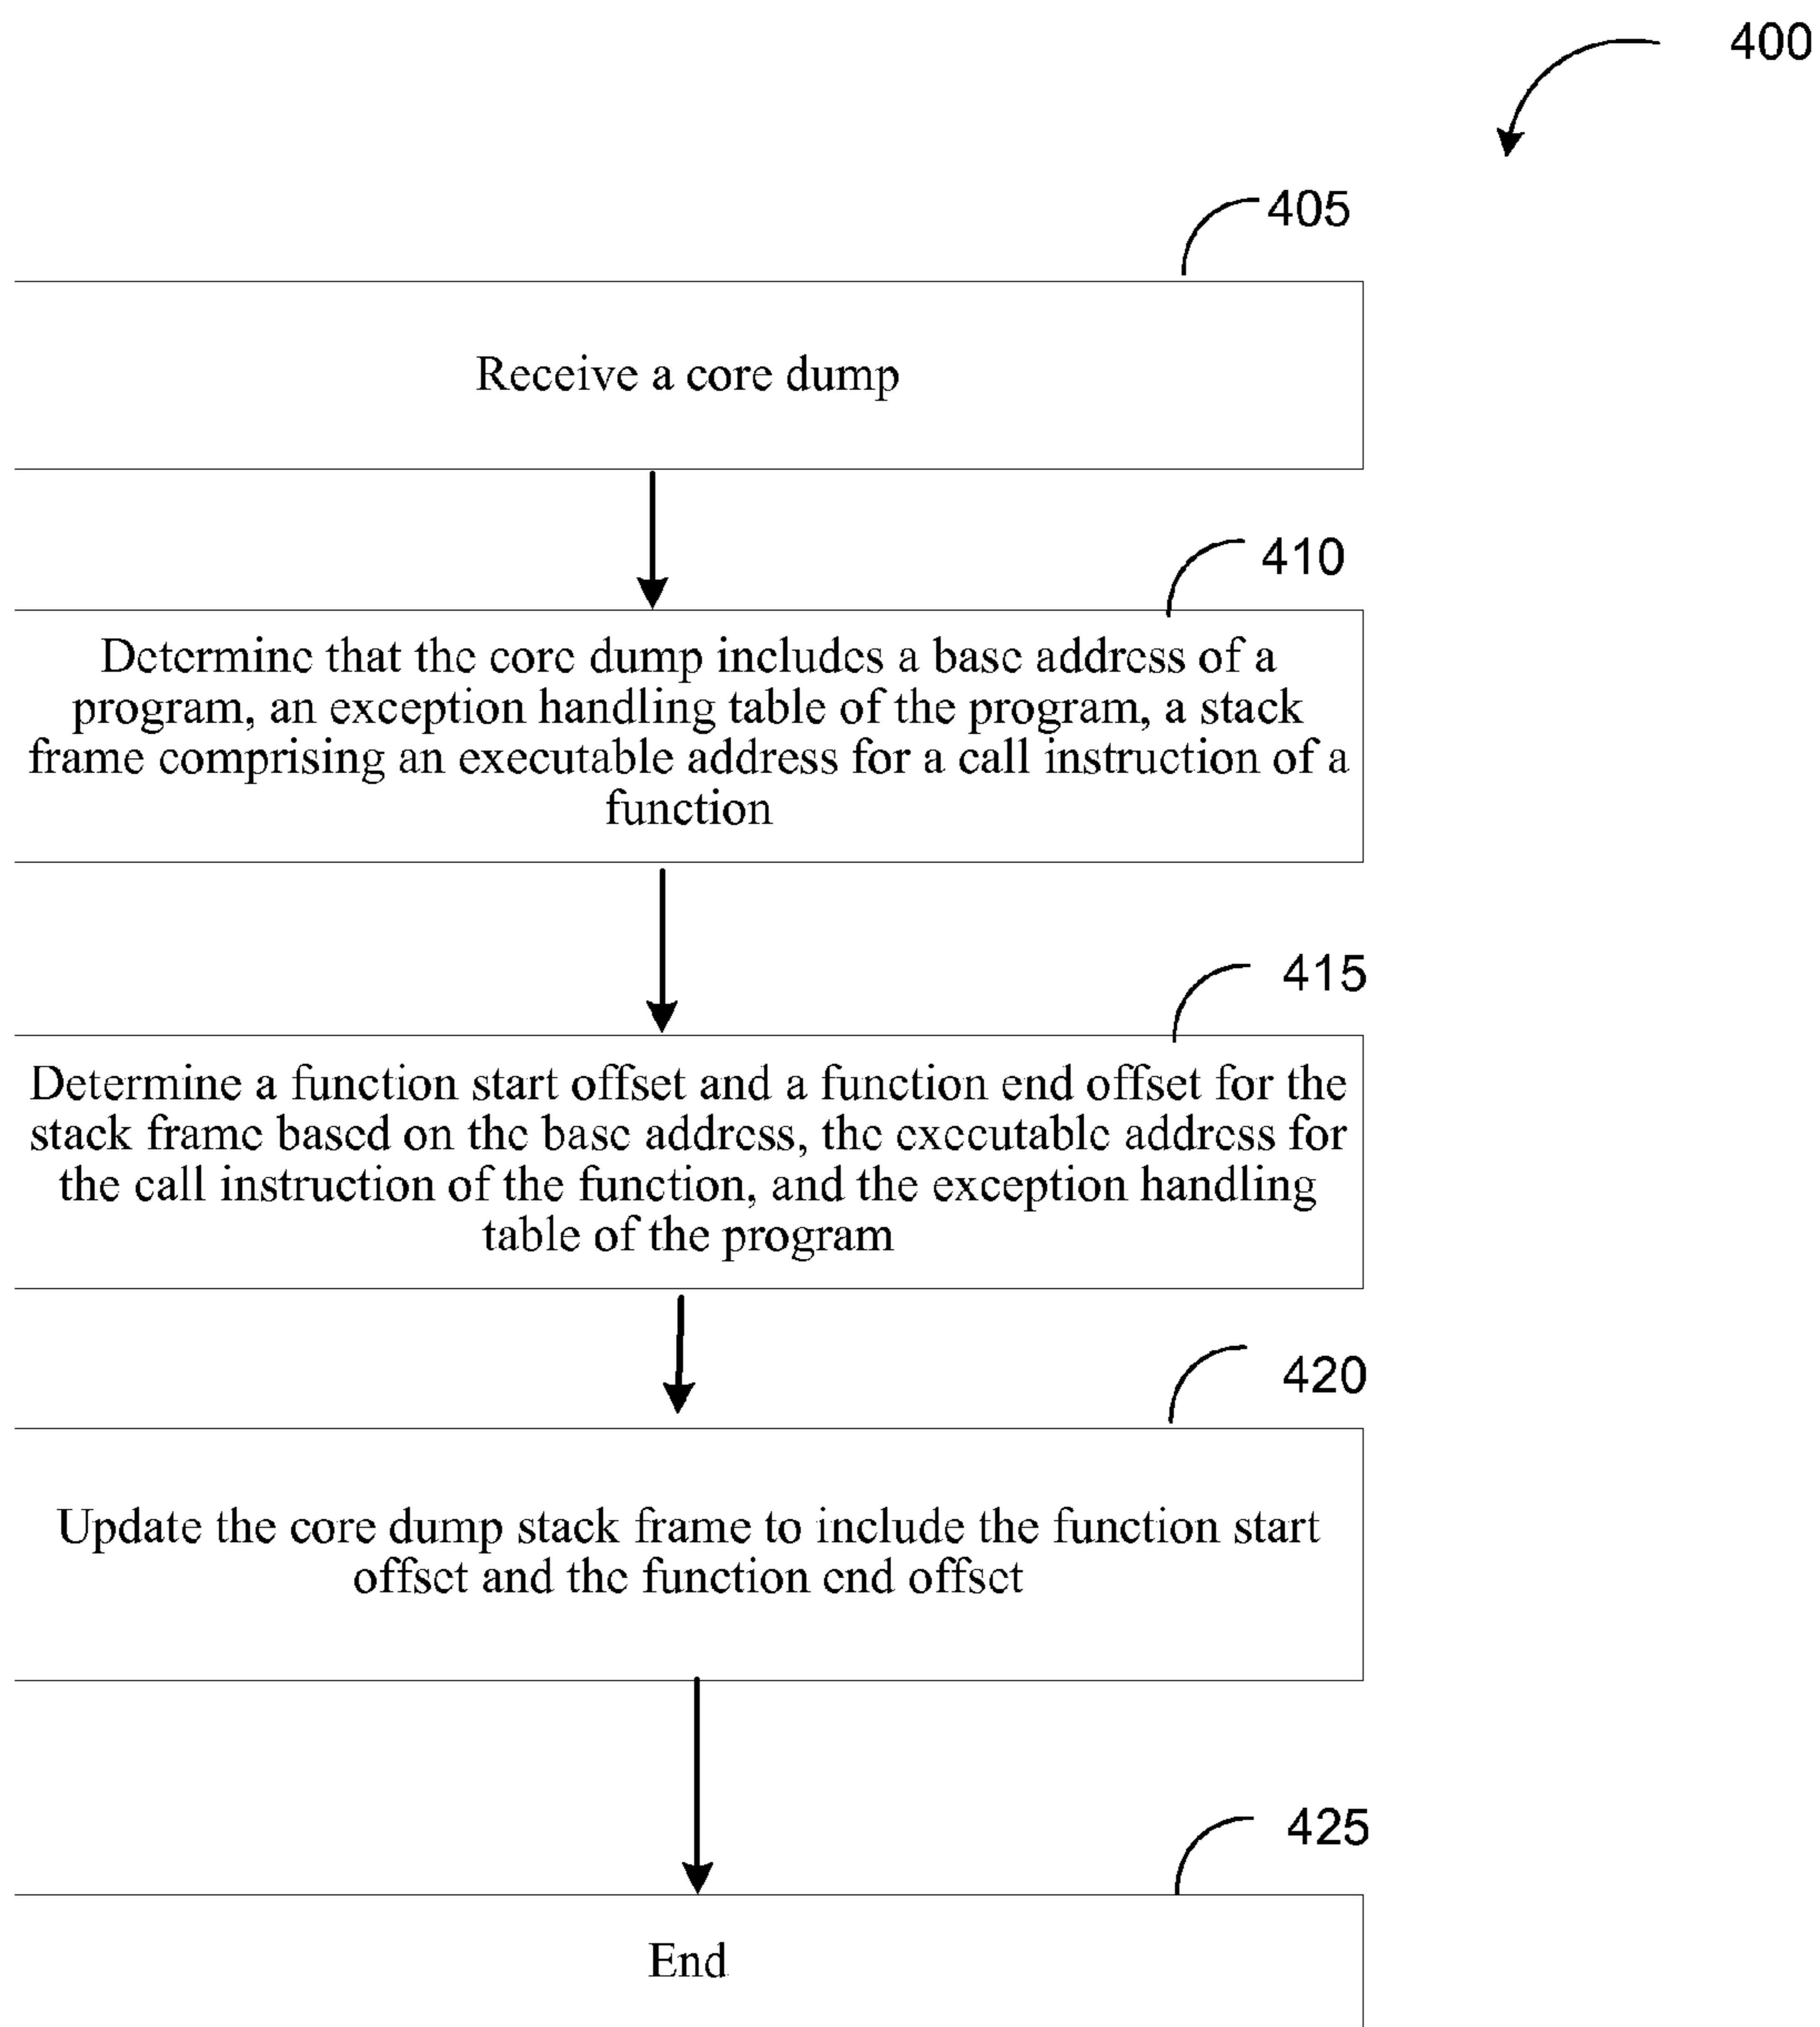 400
405
Receive a core dump
410
Determine that the core dump includes a base address of a
program, an exception handling table of the program, a stack
frame comprising an executable address for a call instruction of a
function
415
Determine a function start offset and a function end offset for the
stack frame based on the base address, the executable address for
the call instruction of the function, and the exception handling
table of the program
420
Update the core dump stack frame to include the function start
offset and the function end offset
425
End